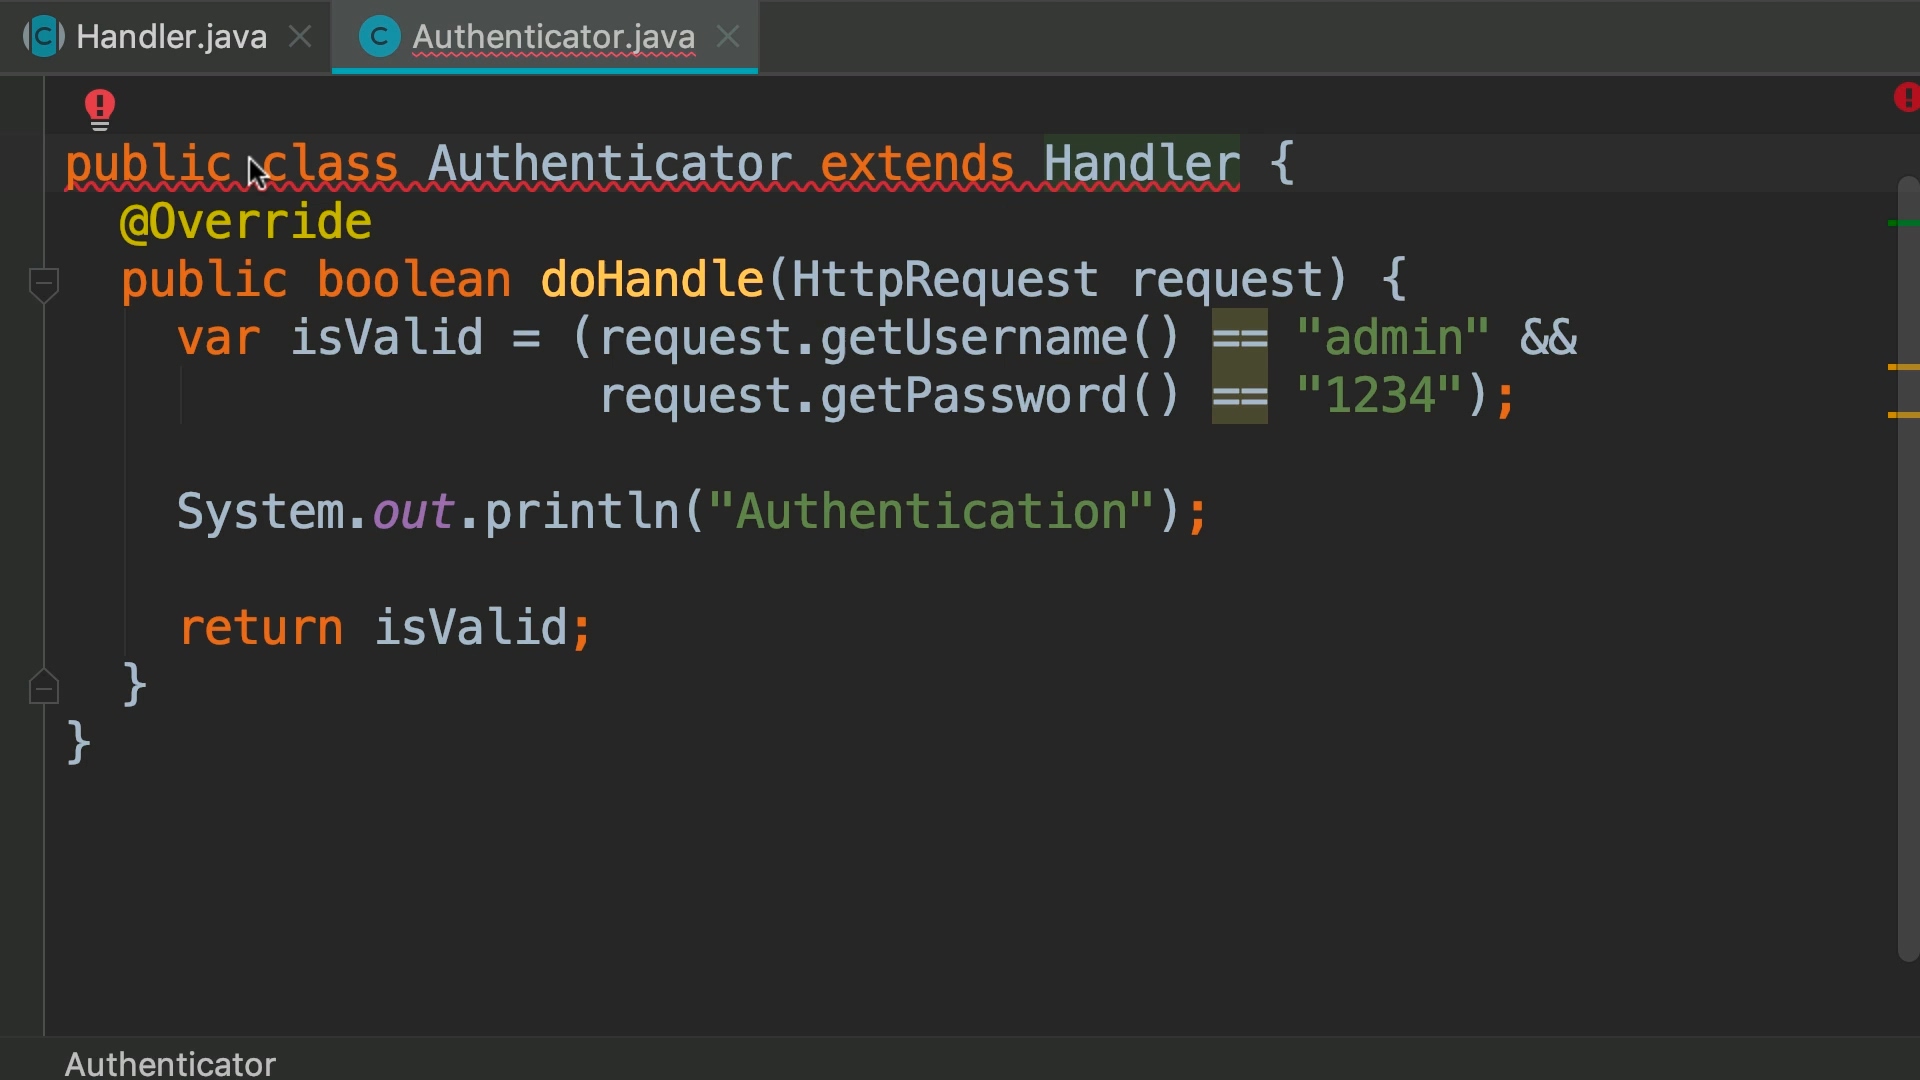 Handler.java
Authenticator.java
public class Authenticator extends Handler {
@Override
public boolean doHandle(HttpRequest request) {
var isValid = (request.getUsername() == "admin" &&
request.getPassword() == "1234");
System.out.println("Authentication");
return isValid;
}
}
Authenticator